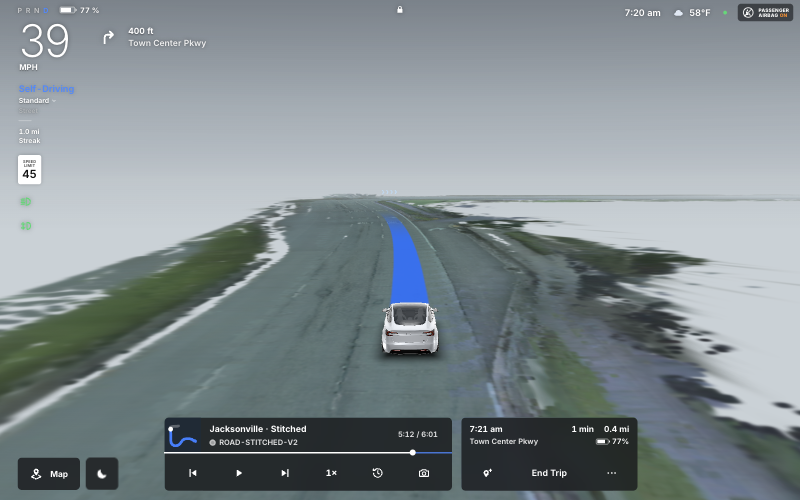 P R N
77 %
7:20 am
58°F
PASSENGER
AIRBAG ON
39
MPH
400 ft
Town Center Pkwy
Self-Driving
Standard
1.0 mi
Streak
SPEED
LIMIT
45
Jacksonville · Stitched
ROAD-STITCHED-V2
5:12 / 6:01
1×
7:21 am
1 min
0.4 mi
Town Center Pkwy
77%
End Trip
Map